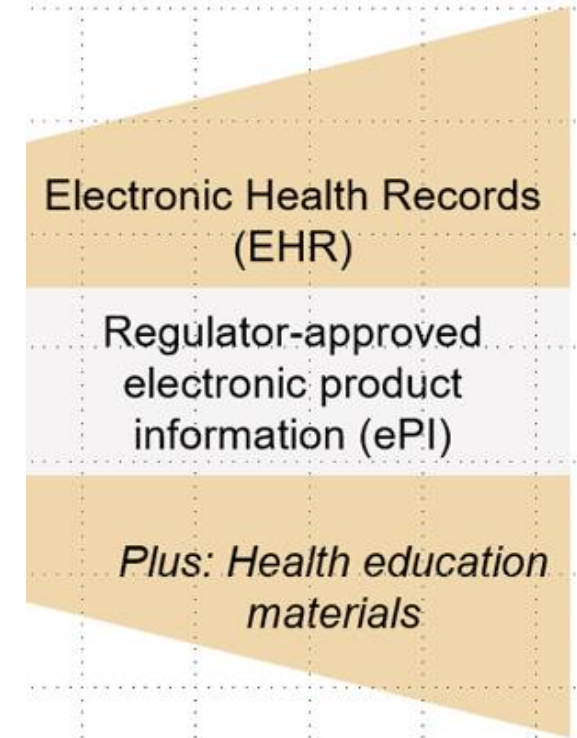 Electronic Health Records
(EHR)
Regulator-approved
electronic product
information (ePI)
Plus: Health education
materials